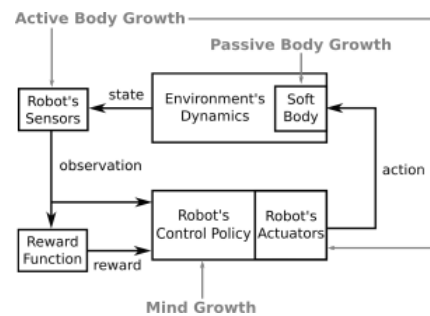 Active Body Growth
Passive Body Growth
Robot's
Sensors
state
Environment's
Dynamics
Soft
Body
observation
action
Robot's
Control Policy
Robot's
Actuators
Reward
Function
reward
Mind Growth